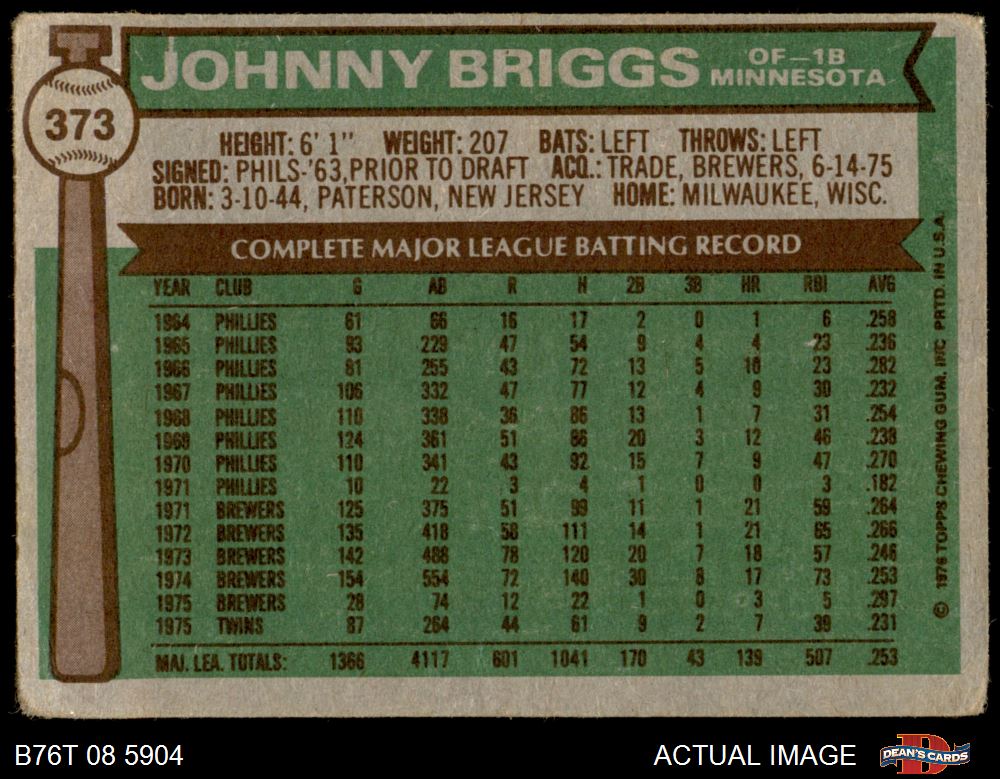 373
JOHNNY BRIGGS
OF—1B
MINNESOTA
HEIGHT: 6' 1" WEIGHT: 207 BATS: LEFT THROWS: LEFT
SIGNED: PHILS-'63,PRIOR TO DRAFT ACQ.: TRADE, BREWERS, 6-14-75
BORN: 3-10-44, PATERSON, NEW JERSEY HOME: MILWAUKEE, WISC.
COMPLETE MAJOR LEAGUE BATTING RECORD
YEAR CLUB G AB R H 2B 3B HR RBI AVG
1964 PHILLIES 61 66 16 17 2 0 1 6 .258
1965 PHILLIES 93 229 47 54 9 4 4 23 .236
1966 PHILLIES 81 255 43 72 13 5 10 23 .282
1967 PHILLIES 106 332 47 77 12 4 9 30 .232
1968 PHILLIES 110 338 36 86 13 1 7 31 .254
1969 PHILLIES 124 361 51 86 20 3 12 46 .238
1970 PHILLIES 110 341 43 92 15 7 9 47 .270
1971 PHILLIES 10 22 3 4 1 0 0 3 .182
1971 BREWERS 125 375 51 99 11 1 21 59 .264
1972 BREWERS 135 418 58 111 14 1 21 65 .266
1973 BREWERS 142 488 78 120 20 7 18 57 .246
1974 BREWERS 154 554 72 140 30 8 17 73 .253
1975 BREWERS 28 74 12 22 1 0 3 5 .297
1975 TWINS 87 264 44 61 9 2 7 39 .231
MAJ. LEA. TOTALS: 1366 4117 601 1041 170 43 139 507 .253
© 1976 TOPPS CHEWING GUM, INC PRTD. IN U.S.A.
B76T 08 5904
ACTUAL IMAGE
DEAN'S CARDS